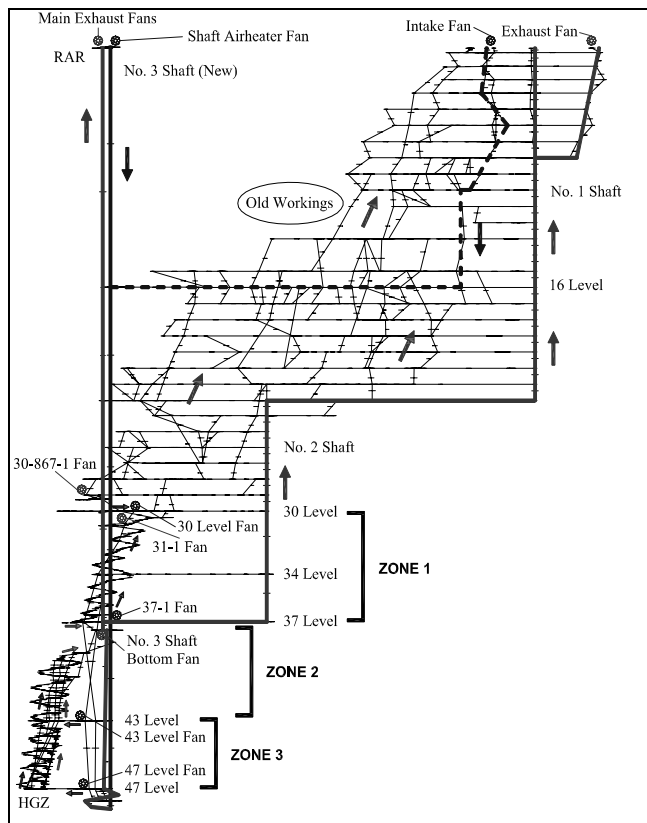 Main Exhaust Fans
Shaft Airheater Fan
Intake Fan
Exhaust Fan
RAR
No. 3 Shaft (New)
No. 1 Shaft
Old Workings
16 Level
No. 2 Shaft
30-867-1 Fan
30 Level Fan
30 Level
31-1 Fan
ZONE 1
34 Level
37-1 Fan
37 Level
No. 3 Shaft
Bottom Fan
ZONE 2
43 Level
43 Level Fan
ZONE 3
47 Level Fan
47 Level
HGZ